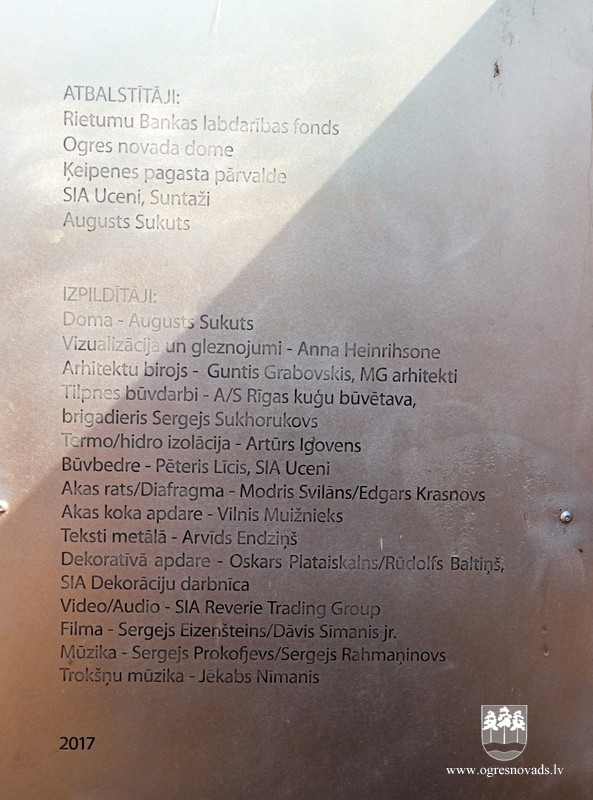 ATBALSTĪTĀJI:
Rietumu Bankas labdarības fonds
Ogres novada dome
Ķeipenes pagasta pārvalde
SIA Uceni, Suntaži
Augusts Sukuts
IZPILDĪTĀJI:
Doma - Augusts Sukuts
Vizualizācija un gleznojumi - Anna Heinrihsone
Arhitektu birojs - Guntis Grabovskis, MG arhitekti
Tilpnes būvdarbi - A/S Rīgas kuģu būvētava,
brigadieris Sergejs Sukhorukovs
Termo/hidro izolācija - Artūrs Igovens
Būvbedre - Pēteris Līcis, SIA Uceni
Akas rats/Diafragma - Modris Svilāns/Edgars Krasnovs
Akas koka apdare - Vilnis Muižnieks
Teksti metālā - Arvīds Endziņš
Dekoratīvā apdare - Oskars Plataiskalns/Rūdolfs Baltiņš,
SIA Dekorāciju darbnīca
Video/Audio - SIA Reverie Trading Group
Filma - Sergejs Eizenšteins/Dāvis Sīmanis jr.
Mūzika - Sergejs Prokofjevs/Sergejs Rahmaņinovs
Trokšņu mūzika - Jēkabs Nīmanis
2017
www.ogresnovads.lv